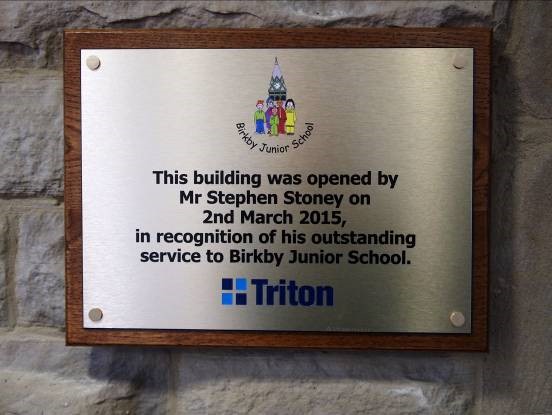 Birkby Junior School
This building was opened by
Mr Stephen Stoney on
2nd March 2015,
in recognition of his outstanding
service to Birkby Junior School.
Triton